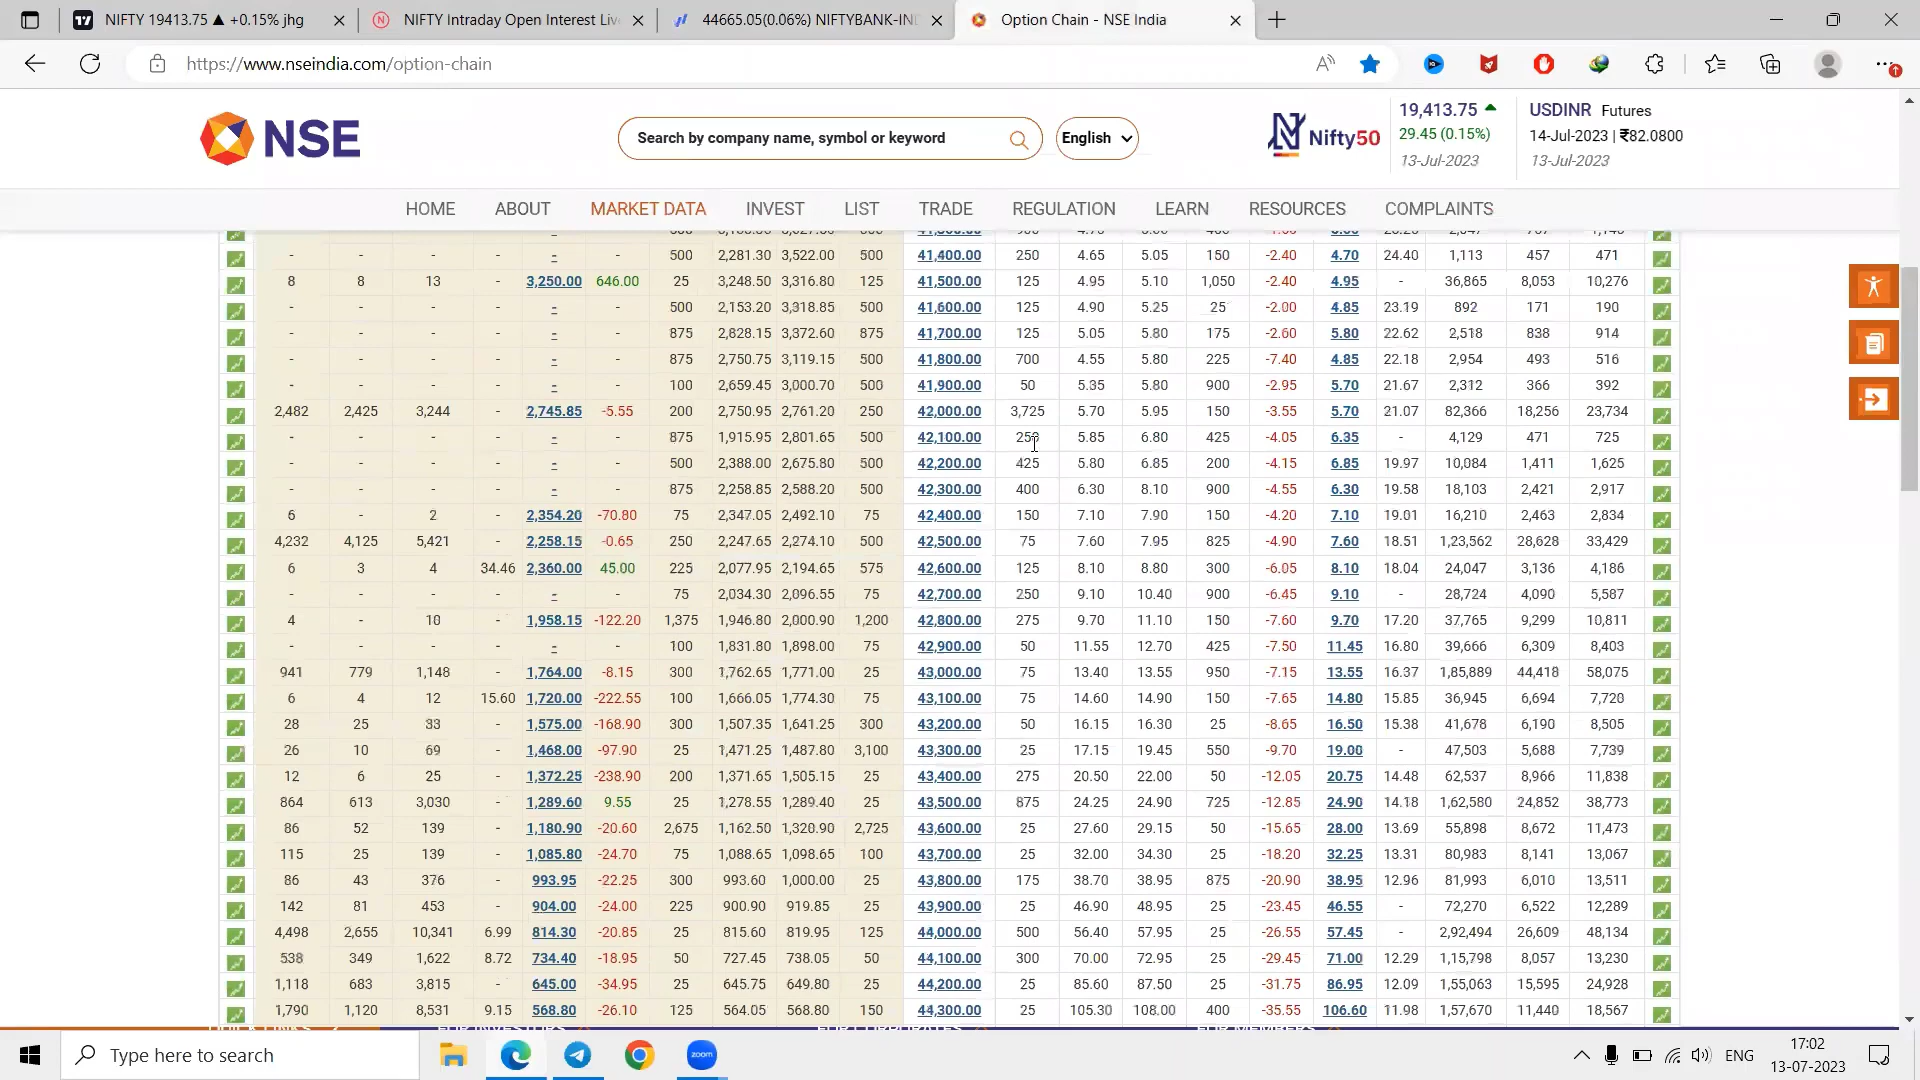 NIFTY 19413.75 ▲ +0.15% jhg
NIFTY Intraday Open Interest Liv
44665.05(0.06%) NIFTYBANK-IN
Option Chain - NSE India
https://www.nseindia.com/option-chain
NSE
Search by company name, symbol or keyword
English
Nifty50
19,413.75
29.45 (0.15%)
13-Jul-2023
USDINR Futures
14-Jul-2023 | ₹82.0800
13-Jul-2023
HOME ABOUT MARKET DATA INVEST LIST TRADE REGULATION LEARN RESOURCES COMPLAINTS
- - - - - - 500 2,281.30 3,522.00 500 41,400.00 250 4.65 5.05 150 -2.40 4.70 24.40 1,113 457 471
8 8 13 - 3,250.00 646.00 25 3,248.50 3,316.80 125 41,500.00 125 4.95 5.10 1,050 -2.40 4.95 - 36,865 8,053 10,276
- - - - - - 500 2,153.20 3,318.85 500 41,600.00 125 4.90 5.25 25 -2.00 4.85 23.19 892 171 190
- - - - - - 875 2,828.15 3,372.60 875 41,700.00 125 5.05 5.80 175 -2.60 5.80 22.62 2,518 838 914
- - - - - - 875 2,750.75 3,119.15 500 41,800.00 700 4.55 5.80 225 -7.40 4.85 22.18 2,954 493 516
- - - - - - 100 2,659.45 3,000.70 500 41,900.00 50 5.35 5.80 900 -2.95 5.70 21.67 2,312 366 392
2,482 2,425 3,244 - 2,745.85 -5.55 200 2,750.95 2,761.20 250 42,000.00 3,725 5.70 5.95 150 -3.55 5.70 21.07 82,366 18,256 23,734
- - - - - - 875 1,915.95 2,801.65 500 42,100.00 250 5.85 6.80 425 -4.05 6.35 - 4,129 471 725
- - - - - - 500 2,388.00 2,675.80 500 42,200.00 425 5.80 6.85 200 -4.15 6.85 19.97 10,084 1,411 1,625
- - - - - - 875 2,258.85 2,588.20 500 42,300.00 400 6.30 8.10 900 -4.55 6.30 19.58 18,103 2,421 2,917
6 - 2 - 2,354.20 -70.80 75 2,347.05 2,492.10 75 42,400.00 150 7.10 7.90 150 -4.20 7.10 19.01 16,210 2,463 2,834
4,232 4,125 5,421 - 2,258.15 -0.65 250 2,247.65 2,274.10 500 42,500.00 75 7.60 7.95 825 -4.90 7.60 18.51 1,23,562 28,628 33,429
6 3 4 34.46 2,360.00 45.00 225 2,077.95 2,194.65 575 42,600.00 125 8.10 8.80 300 -6.05 8.10 18.04 24,047 3,136 4,186
- - - - - - 75 2,034.30 2,096.55 75 42,700.00 250 9.10 10.40 900 -6.45 9.10 - 28,724 4,090 5,587
4 - 10 - 1,958.15 -122.20 1,375 1,946.80 2,000.90 1,200 42,800.00 275 9.70 11.10 150 -7.60 9.70 17.20 37,765 9,299 10,811
- - - - - - 100 1,831.80 1,898.00 75 42,900.00 50 11.55 12.70 425 -7.50 11.45 16.80 39,666 6,309 8,403
941 779 1,148 - 1,764.00 -8.15 300 1,762.65 1,771.00 25 43,000.00 75 13.40 13.55 950 -7.15 13.55 16.37 1,85,889 44,418 58,075
6 4 12 15.60 1,720.00 -222.55 100 1,666.05 1,774.30 75 43,100.00 75 14.60 14.90 150 -7.65 14.80 15.85 36,945 6,694 7,720
28 25 33 - 1,575.00 -168.90 300 1,507.35 1,641.25 300 43,200.00 50 16.15 16.30 25 -8.65 16.50 15.38 41,678 6,190 8,505
26 10 69 - 1,468.00 -97.90 25 1,471.25 1,487.80 3,100 43,300.00 25 17.15 19.45 550 -9.70 19.00 - 47,503 5,688 7,739
12 6 25 - 1,372.25 -238.90 200 1,371.65 1,505.15 25 43,400.00 275 20.50 22.00 50 -12.05 20.75 14.48 62,537 8,966 11,838
864 613 3,030 - 1,289.60 9.55 25 1,278.55 1,289.40 25 43,500.00 875 24.25 24.90 725 -12.85 24.90 14.18 1,62,580 24,852 38,773
86 52 139 - 1,180.90 -20.60 2,675 1,162.50 1,320.90 2,725 43,600.00 25 27.60 29.15 50 -15.65 28.00 13.69 55,898 8,672 11,473
115 25 139 - 1,085.80 -24.70 75 1,088.65 1,098.65 100 43,700.00 25 32.00 34.30 25 -18.20 32.25 13.31 80,983 8,141 13,067
86 43 376 - 993.95 -22.25 300 993.60 1,000.00 25 43,800.00 175 38.70 38.95 875 -20.90 38.95 12.96 81,993 6,010 13,511
142 81 453 - 904.00 -24.00 225 900.90 919.85 25 43,900.00 25 46.90 48.95 25 -23.45 46.55 - 72,270 6,522 12,289
4,498 2,655 10,341 6.99 814.30 -20.85 25 815.60 819.95 125 44,000.00 500 56.40 57.95 25 -26.55 57.45 - 2,92,494 26,609 48,134
538 349 1,622 8.72 734.40 -18.95 50 727.45 738.05 50 44,100.00 300 70.00 72.95 25 -29.45 71.00 12.29 1,15,798 8,057 13,230
1,118 683 3,815 - 645.00 -34.95 25 645.75 649.80 25 44,200.00 25 85.60 87.50 25 -31.75 86.95 12.09 1,55,063 15,595 24,928
1,790 1,120 8,531 9.15 568.80 -26.10 125 564.05 568.80 150 44,300.00 25 105.30 108.00 400 -35.55 106.60 11.98 1,57,670 11,440 18,567
Type here to search
zoom
ENG
17:02
13-07-2023